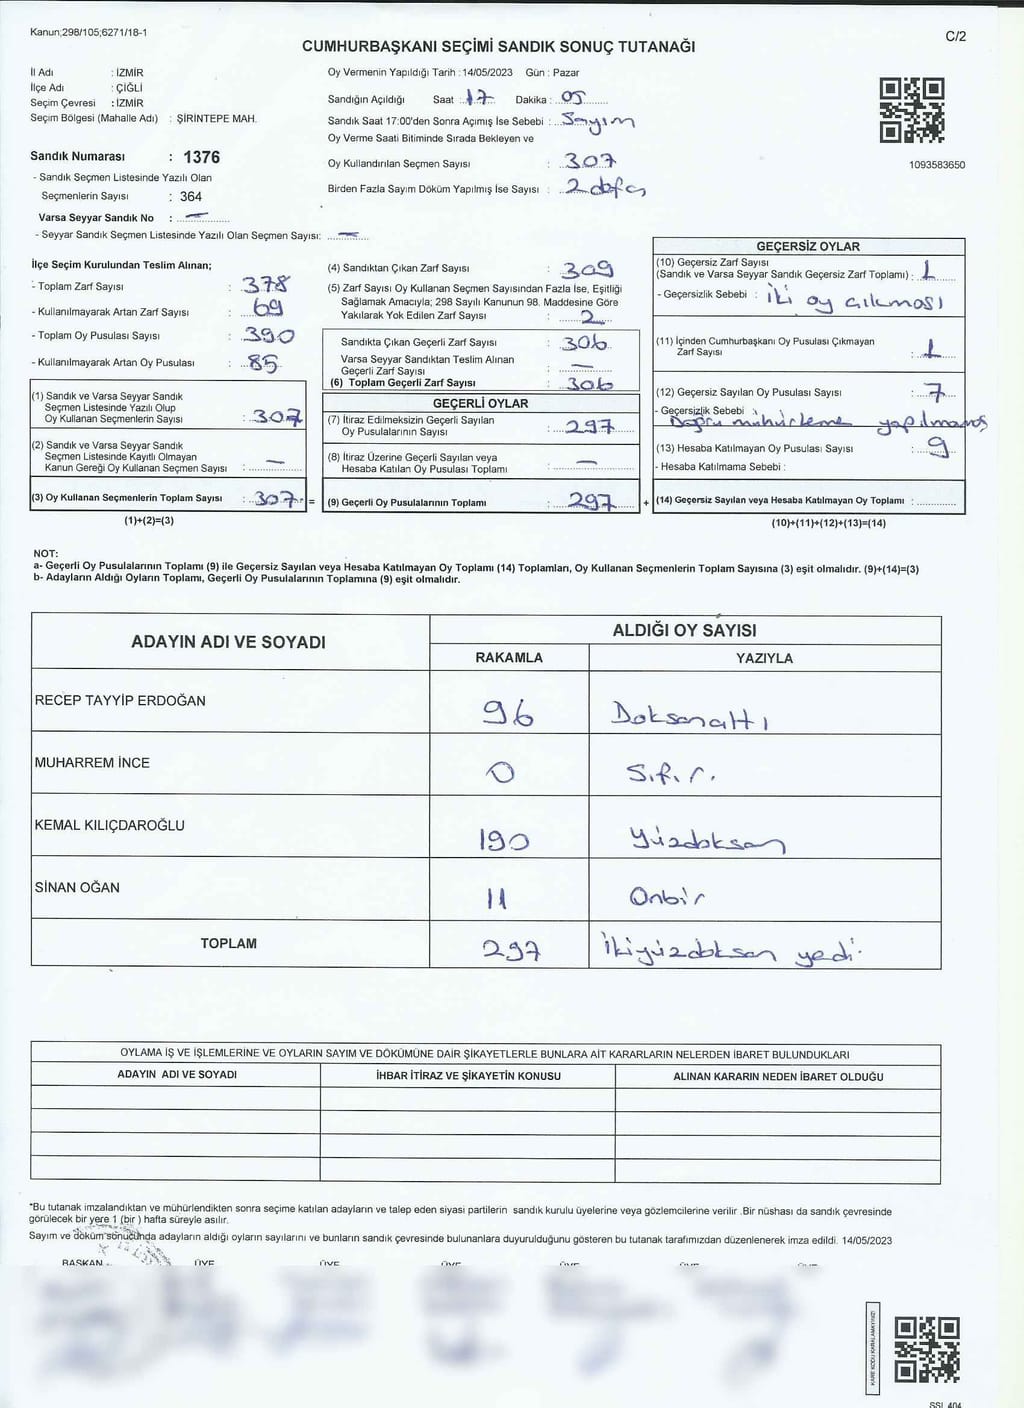 Kanun;298/105;6271/18-1
C/2
CUMHURBAŞKANI SEÇİMİ SANDIK SONUÇ TUTANAĞI
İl Adı : İZMİR
İlçe Adı : ÇİĞLİ
Seçim Çevresi : İZMİR
Seçim Bölgesi (Mahalle Adı) : ŞİRİNTEPE MAH.
Sandık Numarası : 1376
- Sandık Seçmen Listesinde Yazılı Olan
Seçmenlerin Sayısı : 364
Varsa Seyyar Sandık No : —
- Seyyar Sandık Seçmen Listesinde Yazılı Olan Seçmen Sayısı: —
Oy Vermenin Yapıldığı Tarih : 14/05/2023 Gün : Pazar
Sandığın Açıldığı Saat : 17 Dakika : 05
Sandık Saat 17:00'den Sonra Açımış İse Sebebi : Sayım
Oy Verme Saati Bitiminde Sırada Bekleyen ve
Oy Kullandırılan Seçmen Sayısı : 307
Birden Fazla Sayım Döküm Yapılmış İse Sayısı : 2 defa
1093583650
İlçe Seçim Kurulundan Teslim Alınan;
- Toplam Zarf Sayısı : 378
- Kullanılmayarak Artan Zarf Sayısı : 69
- Toplam Oy Pusulası Sayısı : 390
- Kullanılmayarak Artan Oy Pusulası : 85
(1) Sandık ve Varsa Seyyar Sandık
Seçmen Listesinde Yazılı Olup
Oy Kullanan Seçmenlerin Sayısı : 307
(2) Sandık ve Varsa Seyyar Sandık
Seçmen Listesinde Kayıtlı Olmayan
Kanun Gereği Oy Kullanan Seçmen Sayısı : —
(3) Oy Kullanan Seçmenlerin Toplam Sayısı : 307 =
(1)+(2)=(3)
(4) Sandıktan Çıkan Zarf Sayısı : 309
(5) Zarf Sayısı Oy Kullanan Seçmen Sayısından Fazla İse, Eşitliği
Sağlamak Amacıyla; 298 Sayılı Kanunun 98. Maddesine Göre
Yakılarak Yok Edilen Zarf Sayısı : 2
Sandıkta Çıkan Geçerli Zarf Sayısı : 306
Varsa Seyyar Sandıktan Teslim Alınan
Geçerli Zarf Sayısı : —
(6) Toplam Geçerli Zarf Sayısı : 306
GEÇERLİ OYLAR
(7) İtiraz Edilmeksizin Geçerli Sayılan
Oy Pusulalarının Sayısı : 297
(8) İtiraz Üzerine Geçerli Sayılan veya
Hesaba Katılan Oy Pusulası Toplamı : —
(9) Geçerli Oy Pusulalarının Toplamı : 297 +
GEÇERSİZ OYLAR
(10) Geçersiz Zarf Sayısı
(Sandık ve Varsa Seyyar Sandık Geçersiz Zarf Toplamı) : 1
- Geçersizlik Sebebi : İki oy çıkması
(11) İçinden Cumhurbaşkanı Oy Pusulası Çıkmayan
Zarf Sayısı : 1
(12) Geçersiz Sayılan Oy Pusulası Sayısı : 7
- Geçersizlik Sebebi : Doğru mühürleme yapılmamış
(13) Hesaba Katılmayan Oy Pusulası Sayısı : 9
- Hesaba Katılmama Sebebi :
(14) Geçersiz Sayılan veya Hesaba Katılmayan Oy Toplamı :
(10)+(11)+(12)+(13)=(14)
NOT:
a- Geçerli Oy Pusulalarının Toplamı (9) ile Geçersiz Sayılan veya Hesaba Katılmayan Oy Toplamı (14) Toplamları, Oy Kullanan Seçmenlerin Toplam Sayısına (3) eşit olmalıdır. (9)+(14)=(3)
b- Adayların Aldığı Oyların Toplamı, Geçerli Oy Pusulalarının Toplamına (9) eşit olmalıdır.
ADAYIN ADI VE SOYADI ALDIĞI OY SAYISI
RAKAMLA YAZIYLA
RECEP TAYYİP ERDOĞAN 96 Doksanaltı
MUHARREM İNCE 0 Sıfır.
KEMAL KILIÇDAROĞLU 190 Yüzdoksan
SİNAN OĞAN 11 Onbir
TOPLAM 297 İkiyüzdoksan yedi.
OYLAMA İŞ VE İŞLEMLERİNE VE OYLARIN SAYIM VE DÖKÜMÜNE DAİR ŞİKAYETLERLE BUNLARA AİT KARARLARIN NELERDEN İBARET BULUNDUKLARI
ADAYIN ADI VE SOYADI İHBAR İTİRAZ VE ŞİKAYETİN KONUSU ALINAN KARARIN NEDEN İBARET OLDUĞU
*Bu tutanak imzalandıktan ve mühürlendikten sonra seçime katılan adayların ve talep eden siyasi partilerin sandık kurulu üyelerine veya gözlemcilerine verilir .Bir nüshası da sandık çevresinde
görülecek bir yere 1 (bir ) hafta süreyle asılır.
Sayım ve döküm sonucunda adayların aldığı oyların sayılarını ve bunların sandık çevresinde bulunanlara duyurulduğunu gösteren bu tutanak tarafımızdan düzenlenerek imza edildi. 14/05/2023
BAŞKAN ÜYE ÜYE ÜYE ÜYE ÜYE
KARE KODU KARALAMAYINIZ!
SSI 404